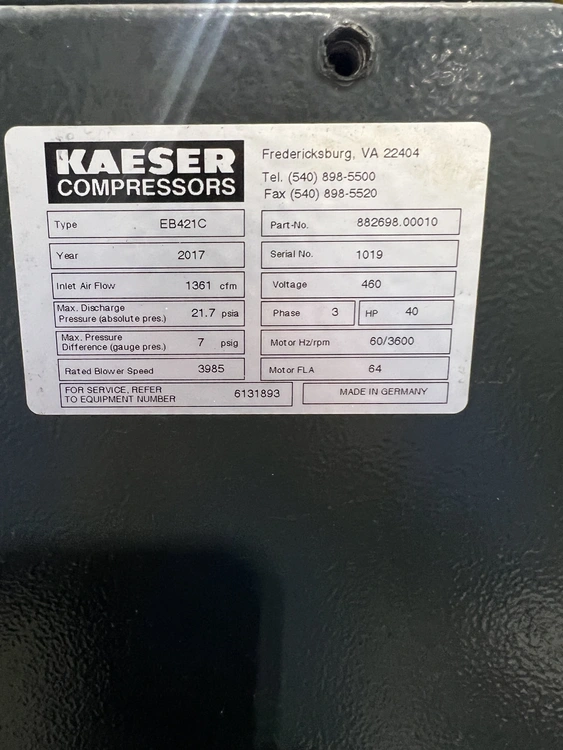 KAESER
COMPRESSORS
Fredericksburg, VA 22404
Tel. (540) 898-5500
Fax (540) 898-5520
Type EB421C
Part-No. 882698.00010
Year 2017
Serial No. 1019
Inlet Air Flow 1361 cfm
Voltage 460
Max. Discharge
Pressure (absolute pres.) 21.7 psia
Phase 3 HP 40
Max. Pressure
Difference (gauge pres.) 7 psig
Motor Hz/rpm 60/3600
Rated Blower Speed 3985
Motor FLA 64
FOR SERVICE, REFER
TO EQUIPMENT NUMBER 6131893
MADE IN GERMANY